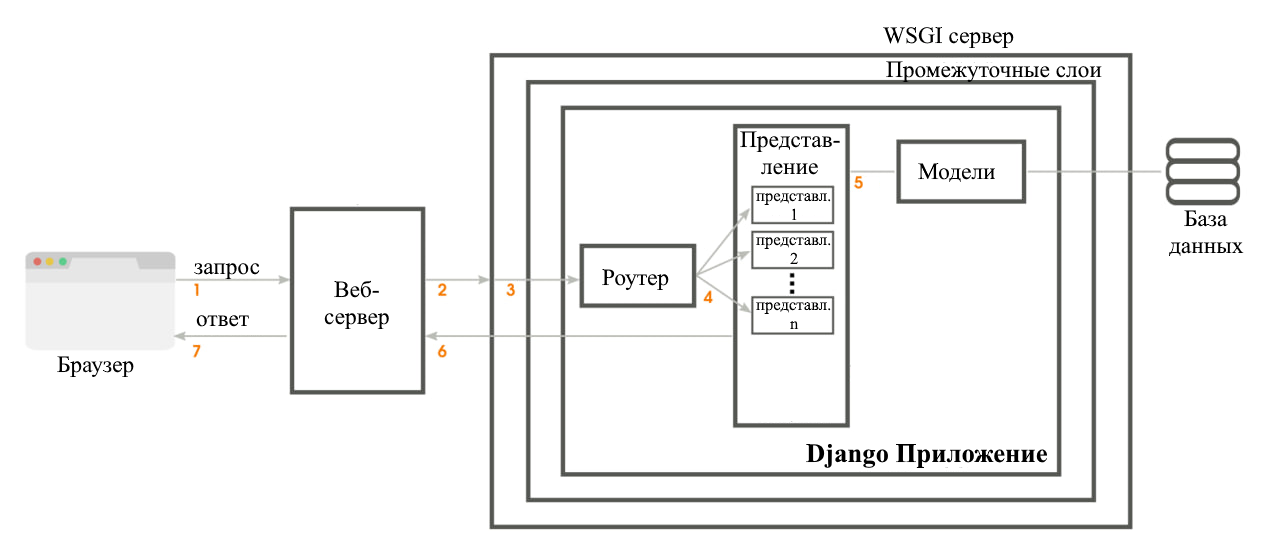 WSGI сервер
Промежуточные слои
Представ-
ление
представл.
1
представл.
2
представл.
n
5
Модели
База
данных
запрос
1
ответ
7
Браузер
Веб-
сервер
2
3
6
Роутер
4
Django Приложение